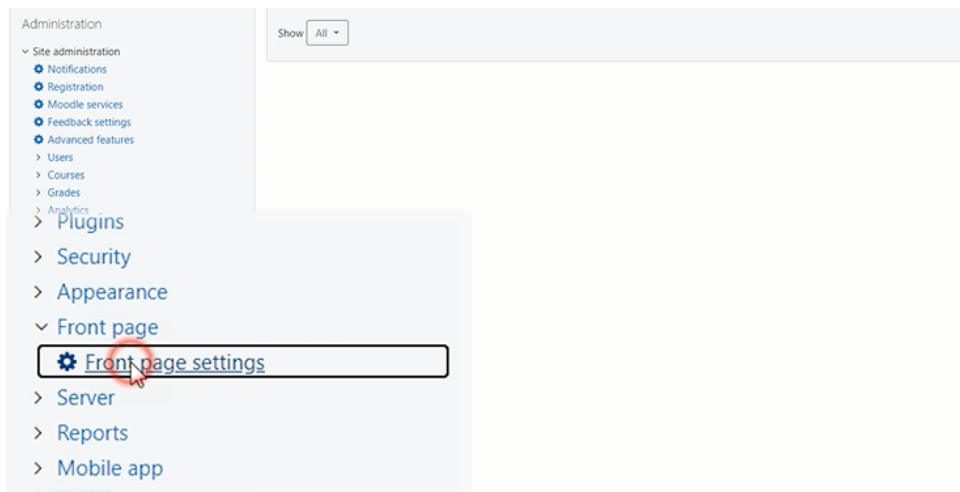 Administration
Show All
Site administration
Notifications
Registration
Moodle services
Feedback settings
Advanced features
Users
Courses
Grades
Analytics
Plugins
Security
Appearance
Front page
Front page settings
Server
Reports
Mobile app